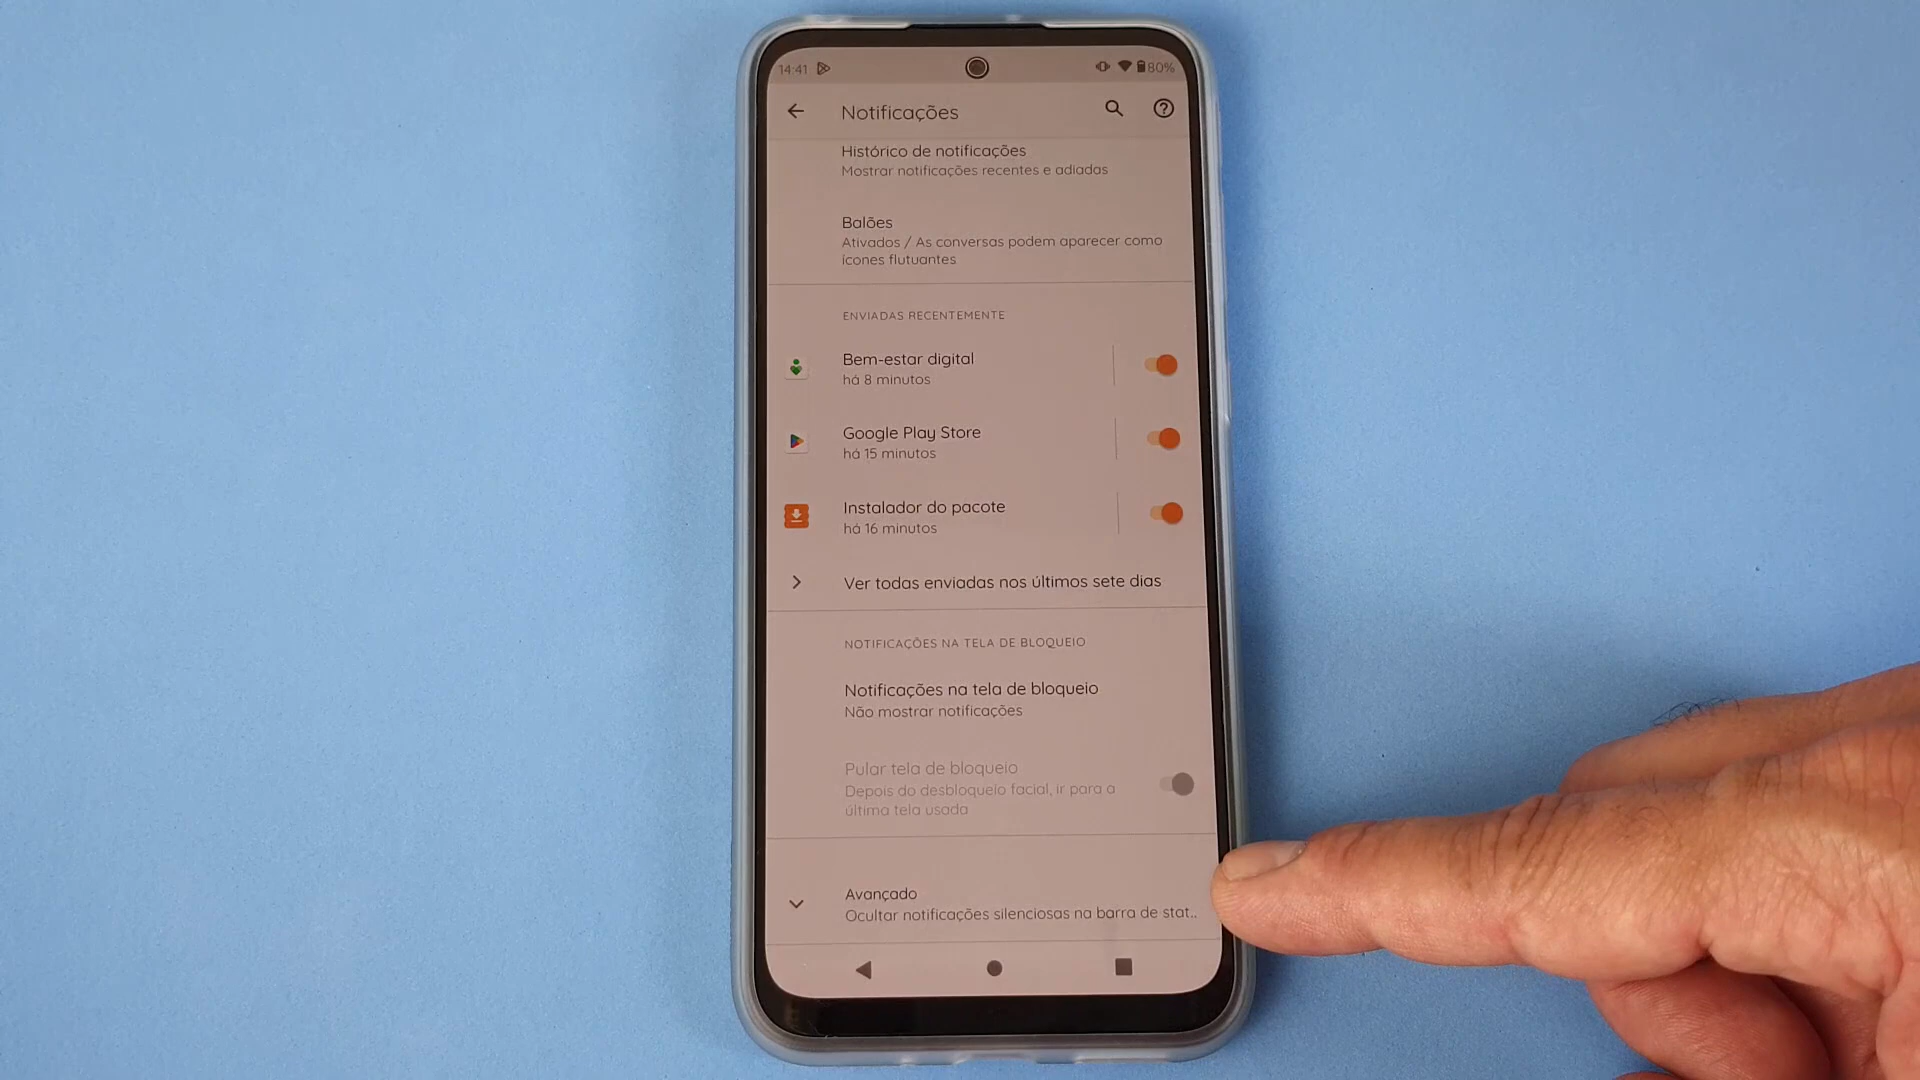 14:41
80%
Notificações
Histórico de notificações
Mostrar notificações recentes e adiadas
Balões
Ativados / As conversas podem aparecer como
ícones flutuantes
ENVIADAS RECENTEMENTE
Bem-estar digital
há 8 minutos
Google Play Store
há 15 minutos
Instalador do pacote
há 16 minutos
Ver todas enviadas nos últimos sete dias
NOTIFICAÇÕES NA TELA DE BLOQUEIO
Notificações na tela de bloqueio
Não mostrar notificações
Pular tela de bloqueio
Depois do desbloqueio facial, ir para a
última tela usada
Avançado
Ocultar notificações silenciosas na barra de stat..